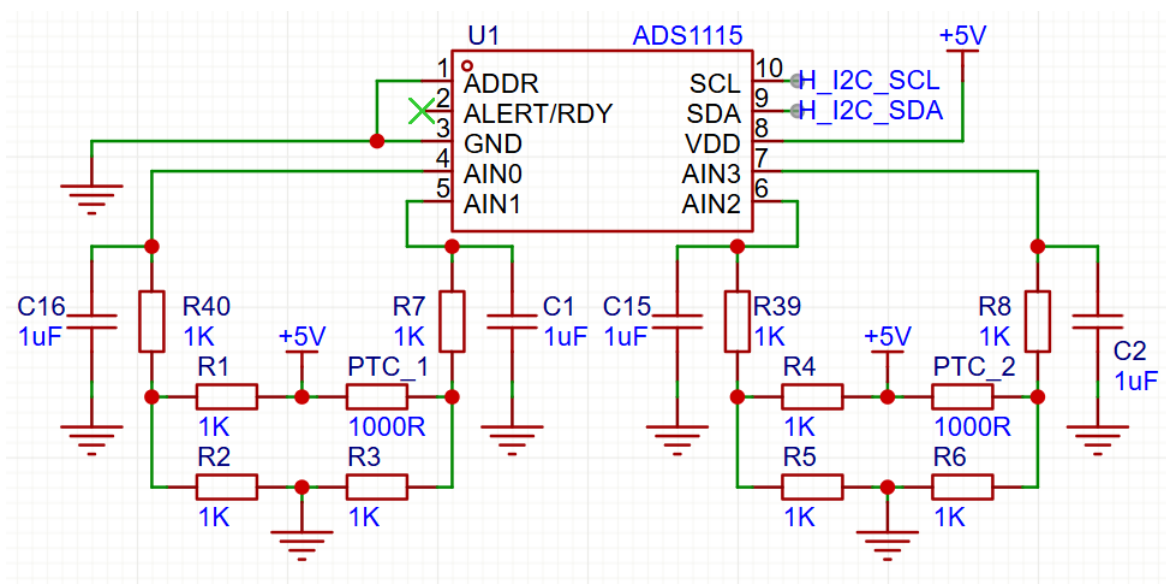 U1 ADS1115 +5V
1 ADDR SCL 10 H_I2C_SCL
2 ALERT/RDY SDA 9 H_I2C_SDA
3 GND VDD 8
4 AIN0 AIN3 7
5 AIN1 AIN2 6
C16 R40 R7 C1 C15 R39 R8
1uF 1K +5V 1K 1uF 1uF 1K +5V 1K
C2
R1 PTC_1 R4 PTC_2
1uF
1K 1000R 1K 1000R
R2 R3 R5 R6
1K 1K 1K 1K